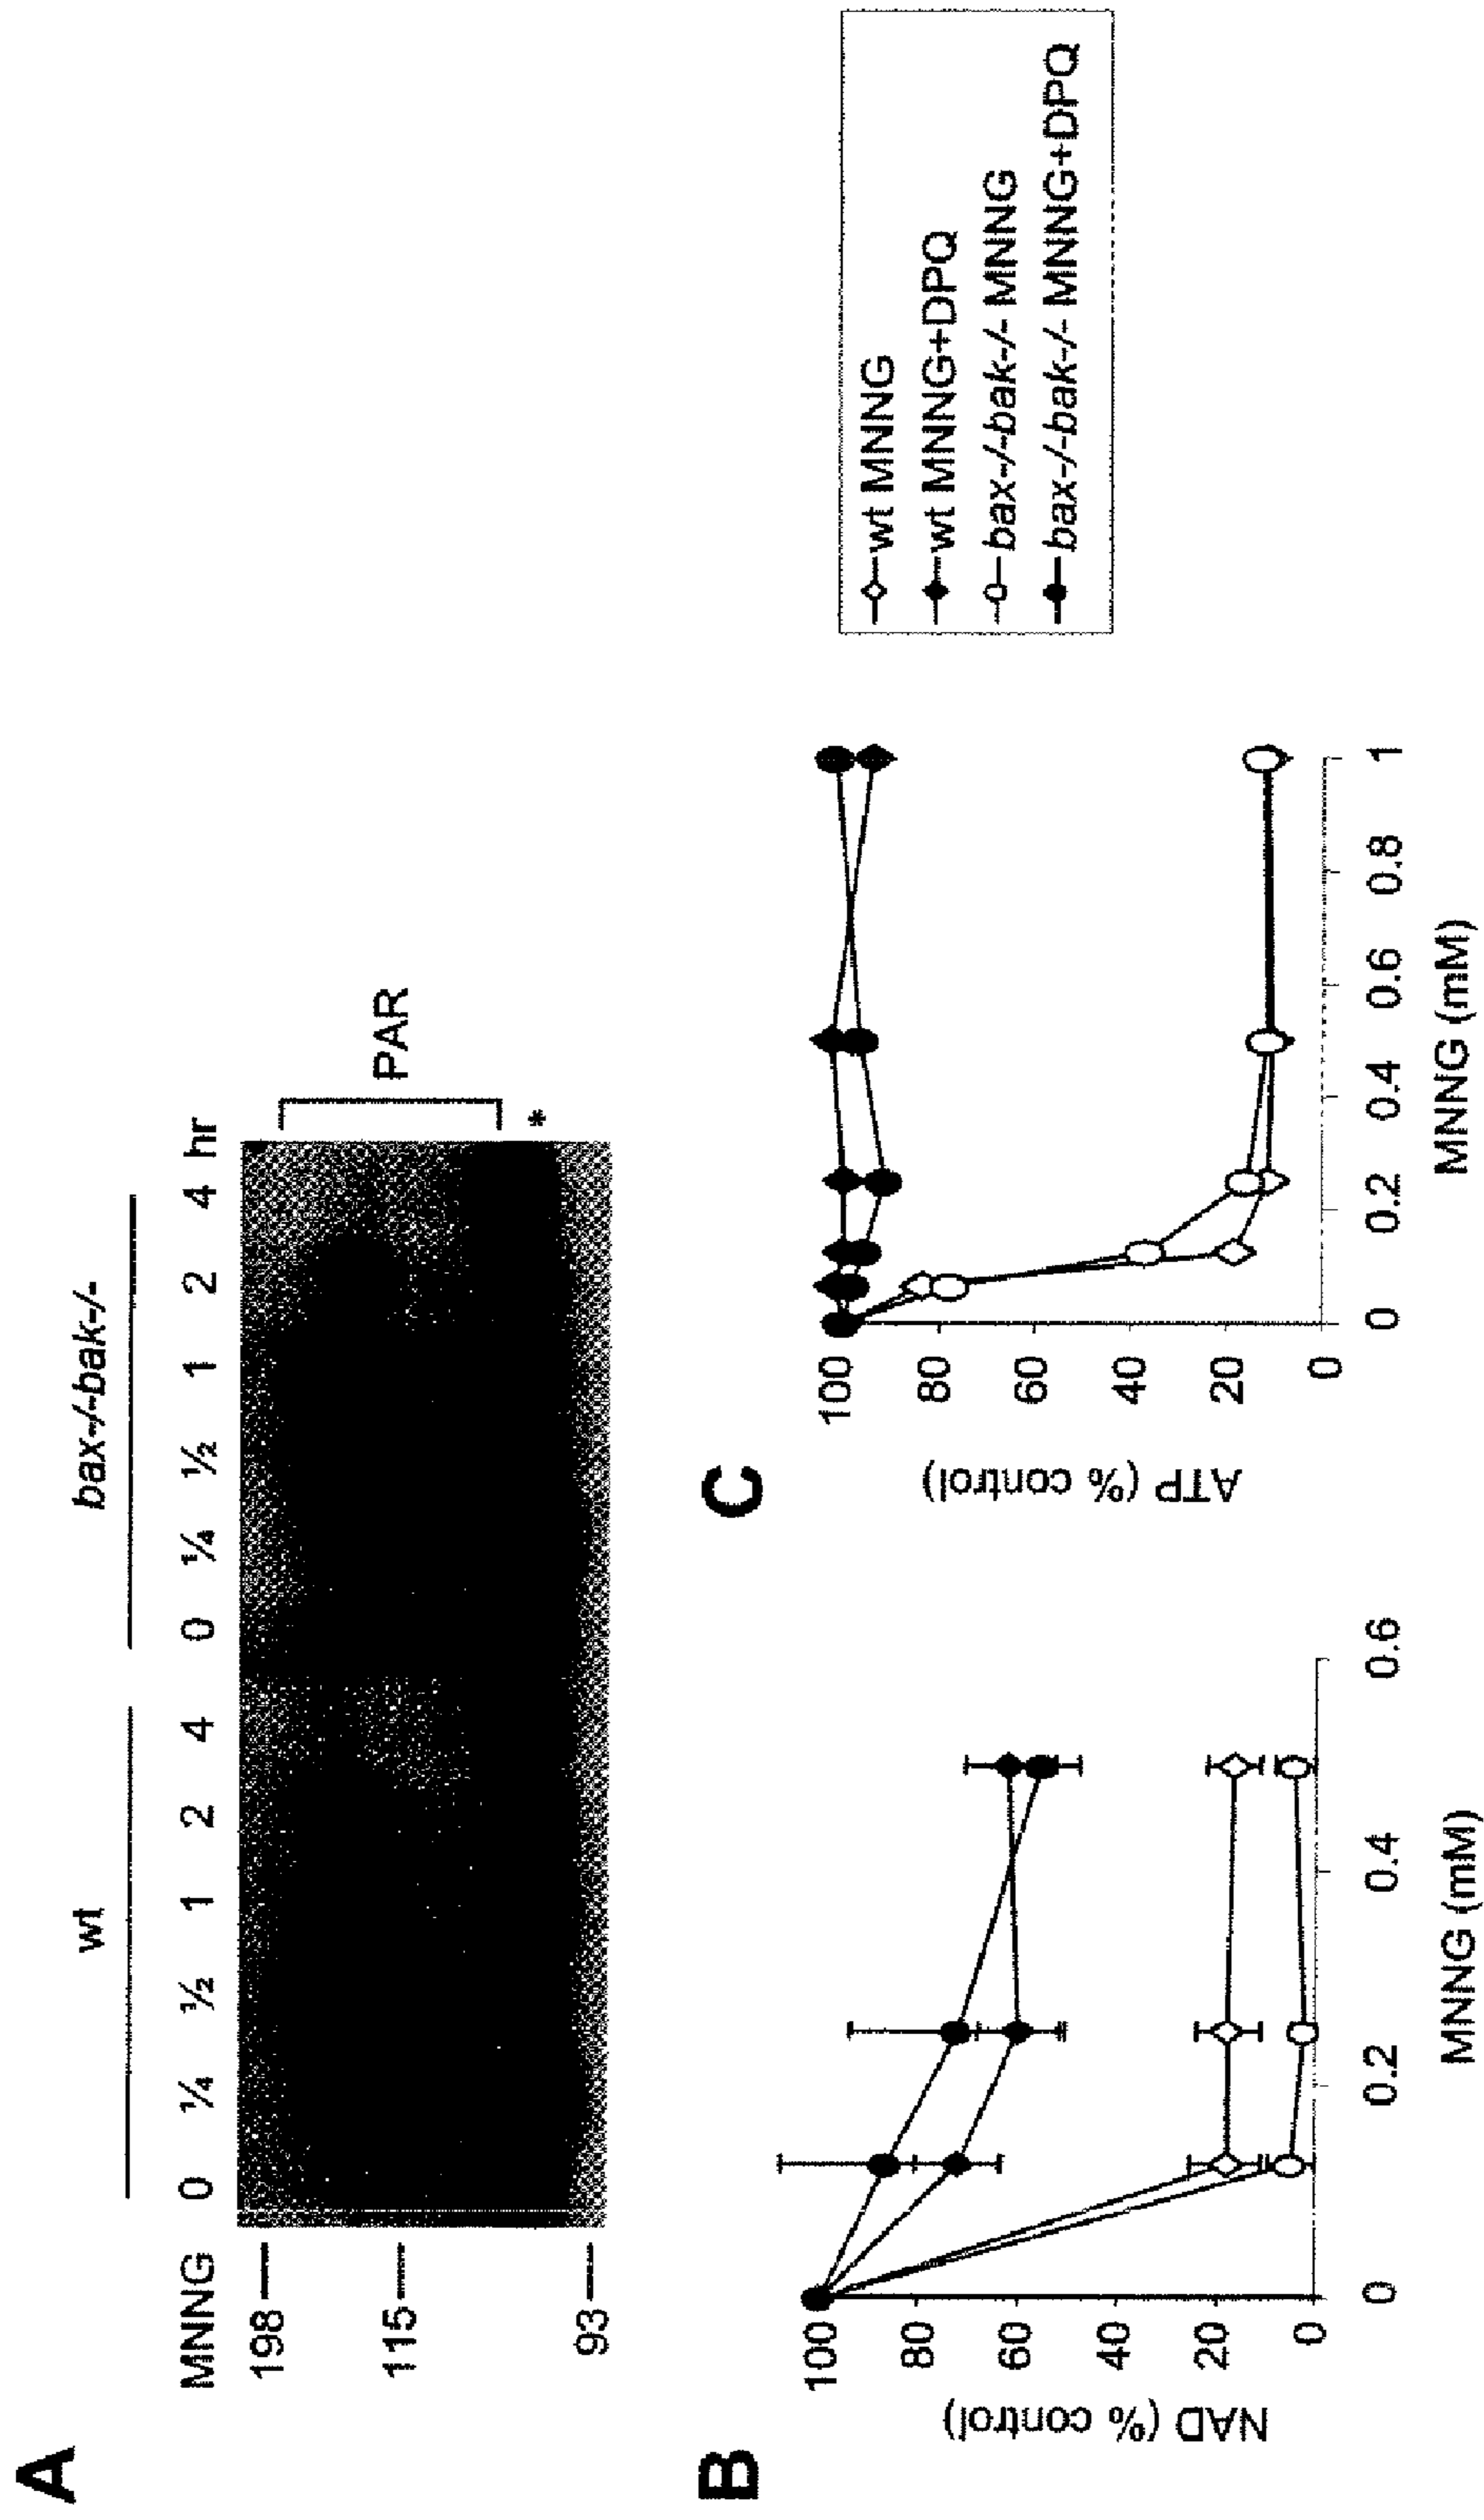 A
wt
bax-/-bak-/-
MNNG 0 ¼ ½ 1 2 4 0 ¼ ½ 1 2 4 hr
198
115
93
PAR
*
B
NAD (% control)
100
80
60
40
20
0
0 0.2 0.4 0.6
MNNG (mM)
C
ATP (% control)
100
80
60
40
20
0
0 0.2 0.4 0.6 0.8 1
MNNG (mM)
wt MNNG
wt MNNG+DPQ
bax-/-bak-/- MNNG
bax-/-bak-/- MNNG+DPQ